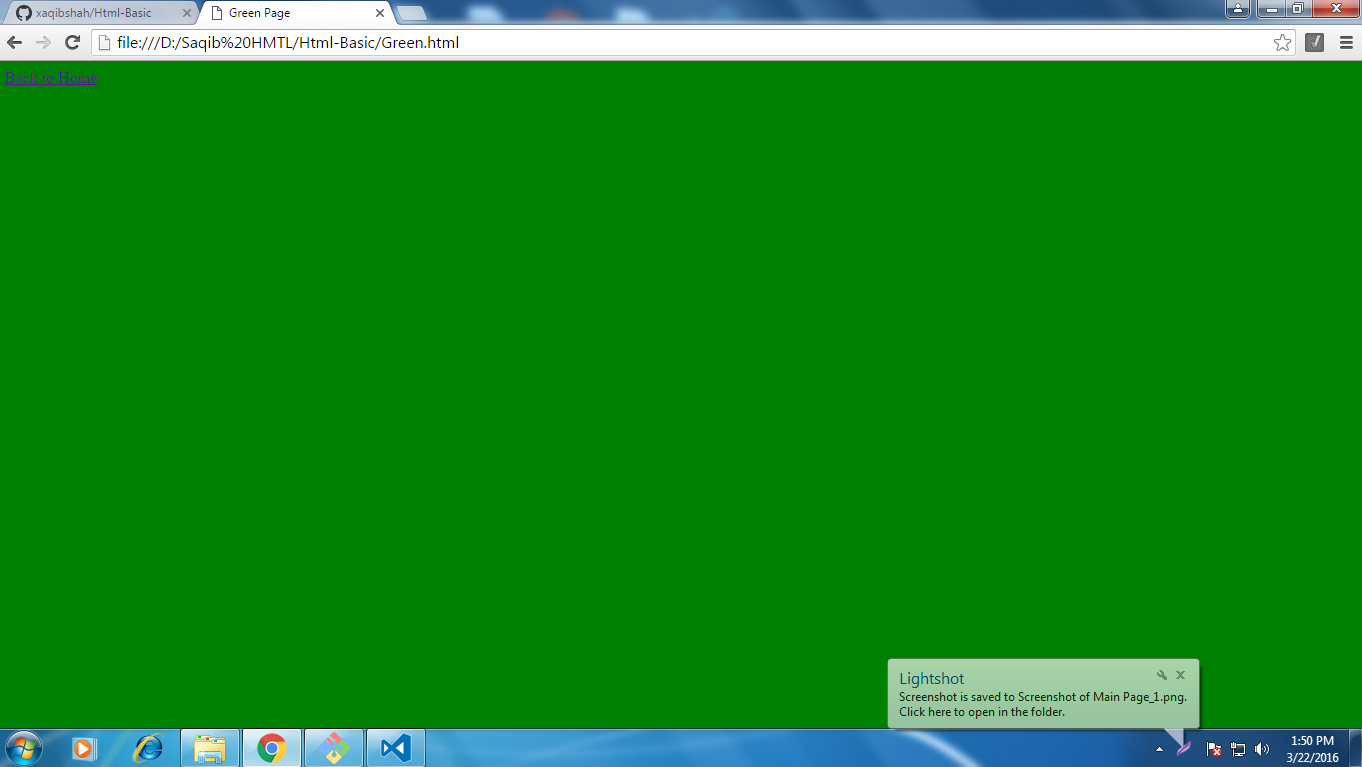 xaqibshah/Html-Basic
Green Page
file:///D:/Saqib%20HMTL/Html-Basic/Green.html
Back to Home
Lightshot
Screenshot is saved to Screenshot of Main Page_1.png.
Click here to open in the folder.
1:50 PM
3/22/2016